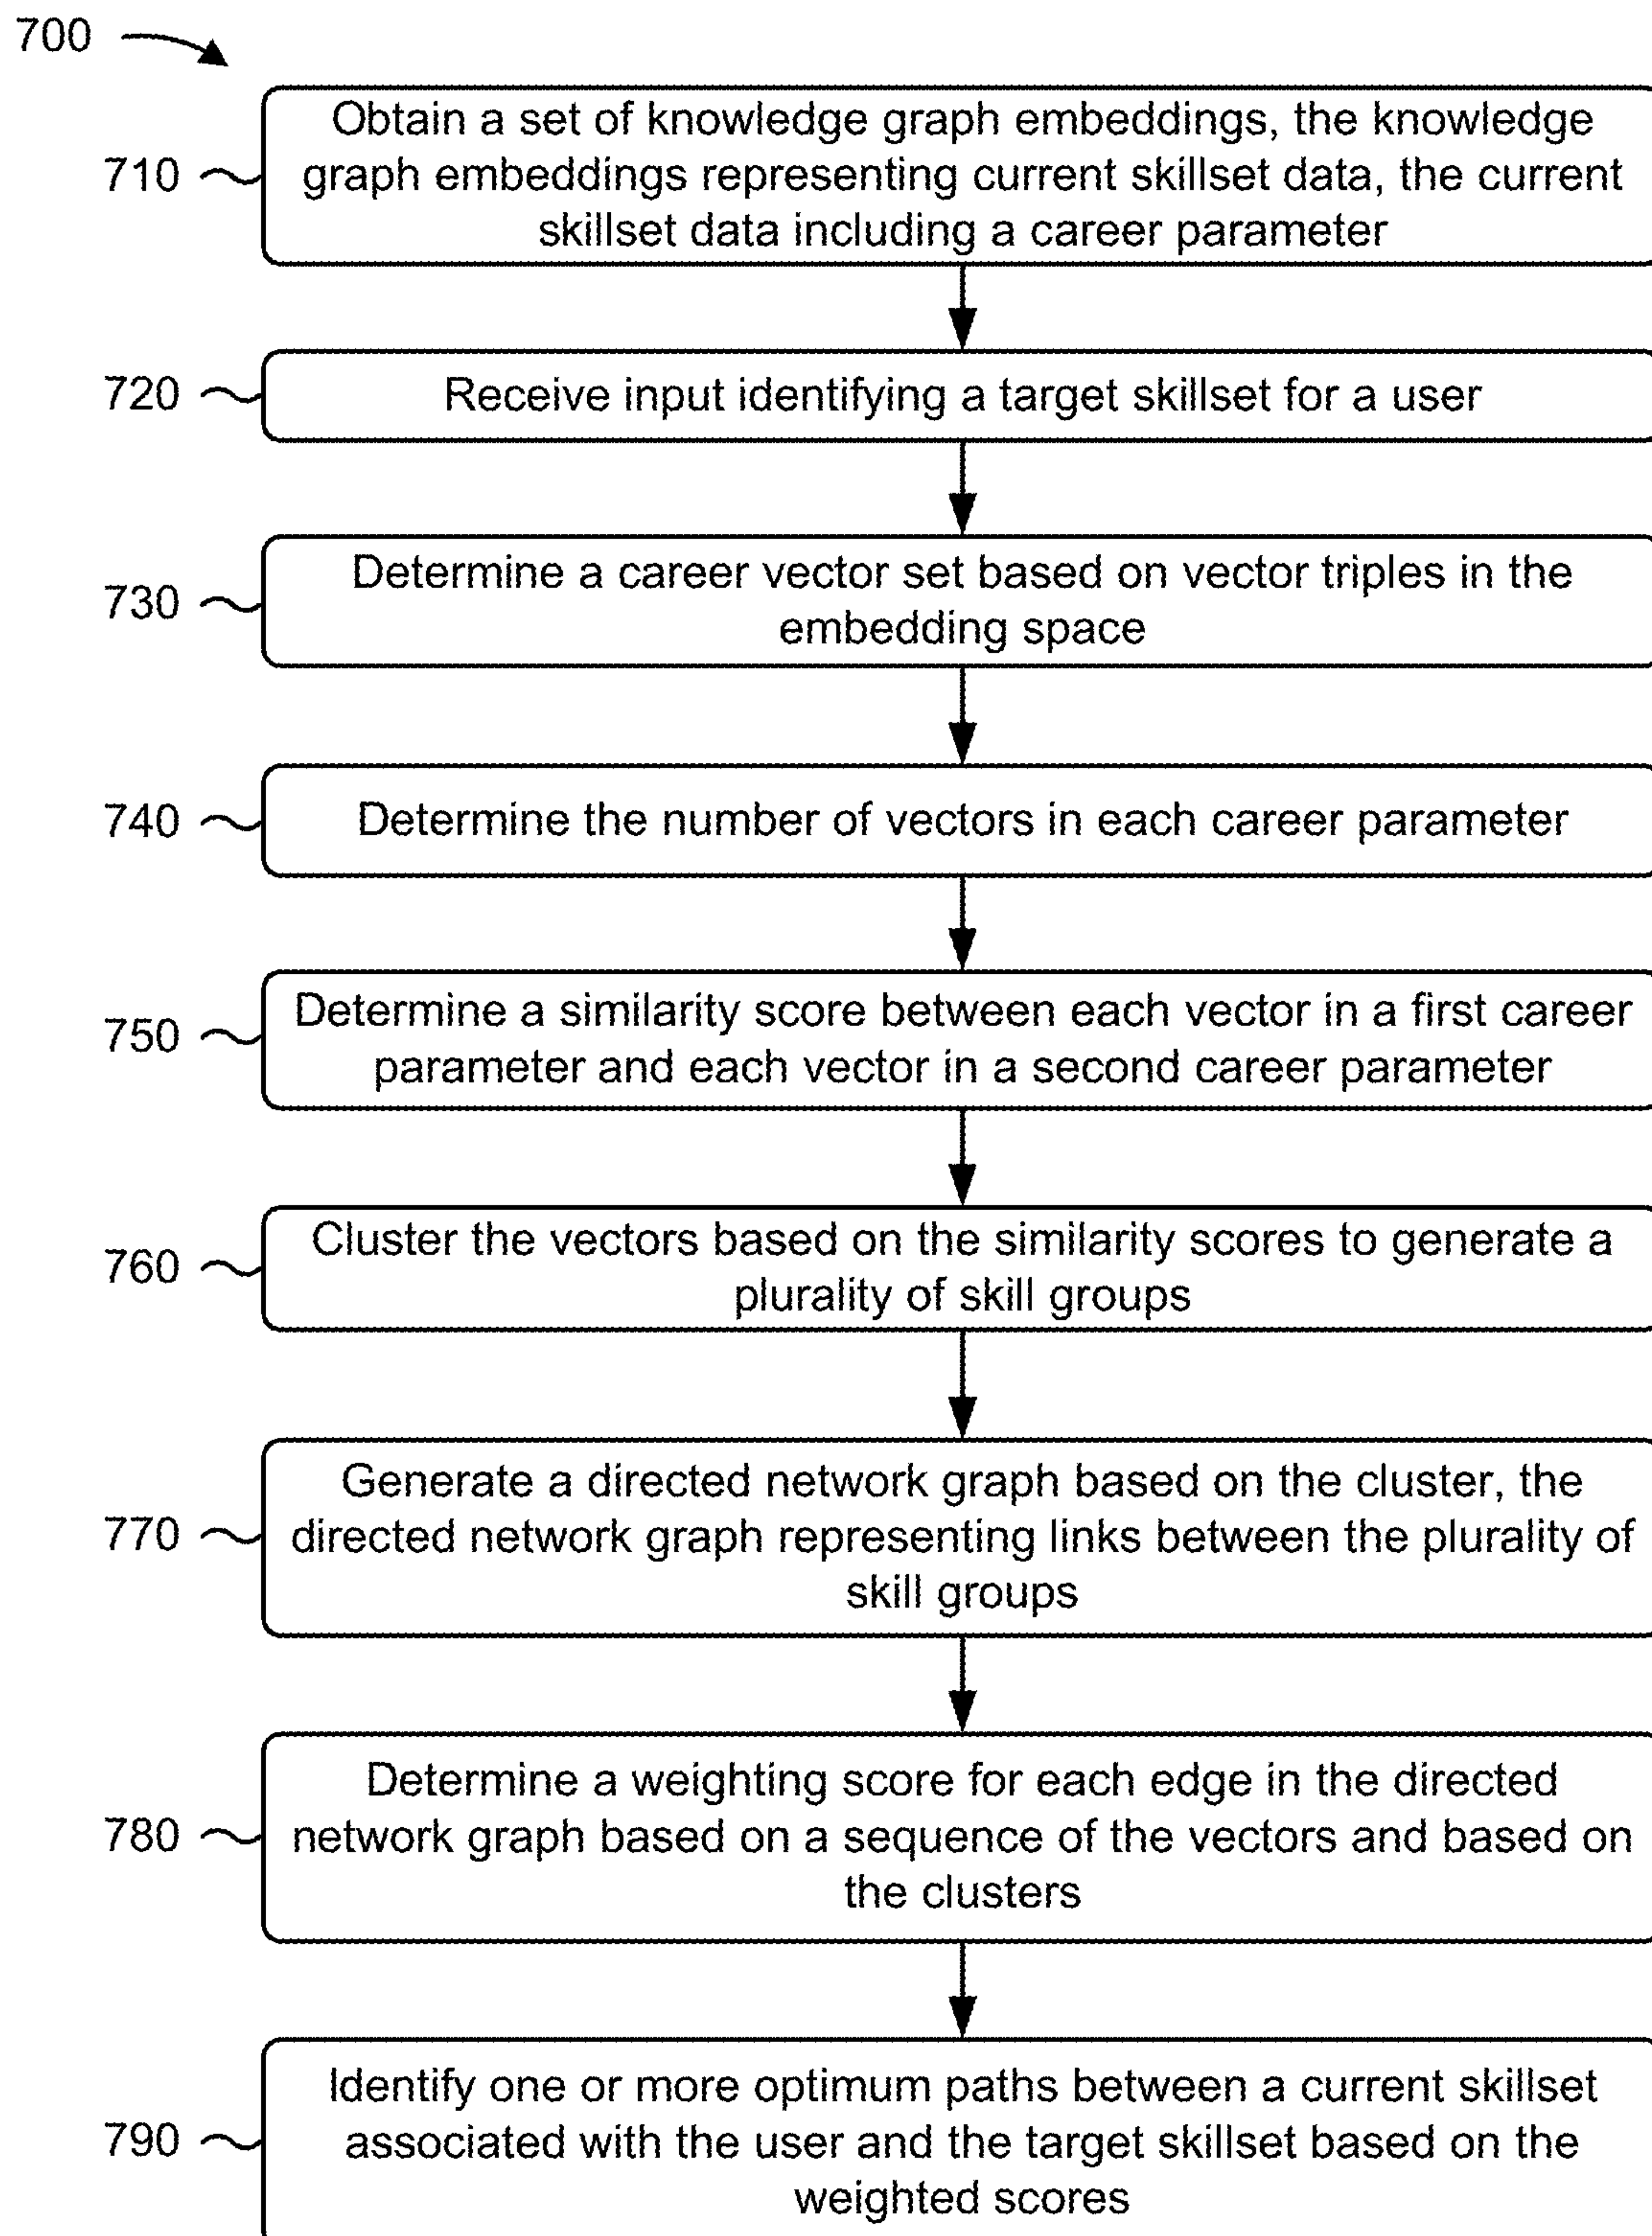 700
Obtain a set of knowledge graph embeddings, the knowledge
710 graph embeddings representing current skillset data, the current
skillset data including a career parameter
720 Receive input identifying a target skillset for a user
Determine a career vector set based on vector triples in the
730 embedding space
740 Determine the number of vectors in each career parameter
Determine a similarity score between each vector in a first career
750 parameter and each vector in a second career parameter
Cluster the vectors based on the similarity scores to generate a
760 plurality of skill groups
Generate a directed network graph based on the cluster, the
770 directed network graph representing links between the plurality of
skill groups
Determine a weighting score for each edge in the directed
780 network graph based on a sequence of the vectors and based on
the clusters
Identify one or more optimum paths between a current skillset
790 associated with the user and the target skillset based on the
weighted scores